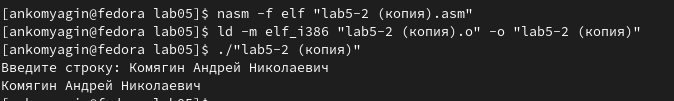 [ankomyagin@fedora lab05]$ nasm -f elf "lab5-2 (копия).asm"
[ankomyagin@fedora lab05]$ ld -m elf_i386 "lab5-2 (копия).o" -o "lab5-2 (копия)"
[ankomyagin@fedora lab05]$ ./"lab5-2 (копия)"
Введите строку: Комягин Андрей Николаевич
Комягин Андрей Николаевич